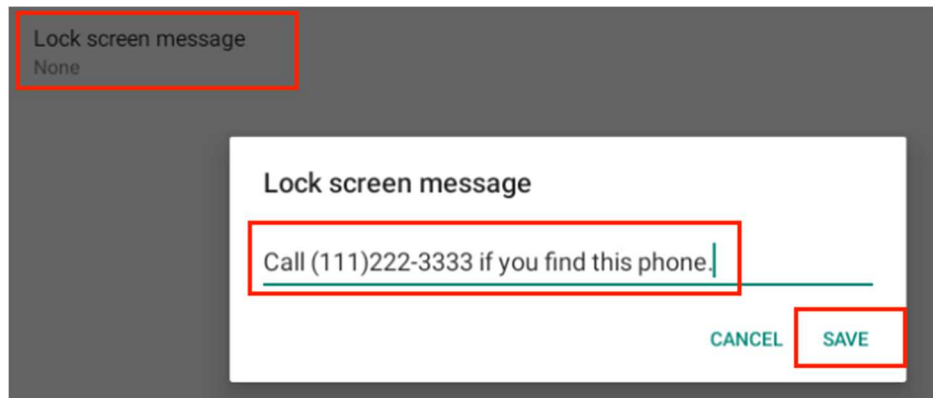 Lock screen message
None
Lock screen message
Call (111)222-3333 if you find this phone.
CANCEL SAVE